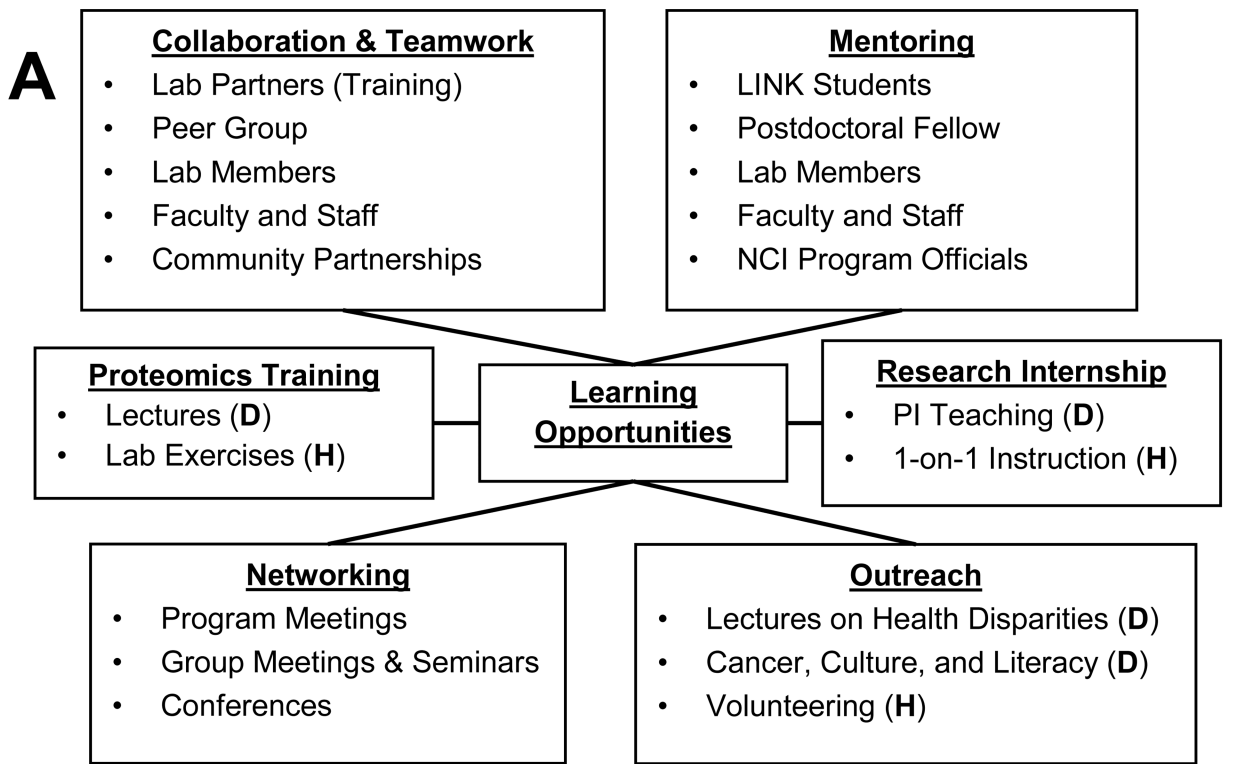 A
Collaboration & Teamwork
• Lab Partners (Training)
• Peer Group
• Lab Members
• Faculty and Staff
• Community Partnerships
Mentoring
• LINK Students
• Postdoctoral Fellow
• Lab Members
• Faculty and Staff
• NCI Program Officials
Proteomics Training
• Lectures (D)
• Lab Exercises (H)
Learning
Opportunities
Research Internship
• PI Teaching (D)
• 1-on-1 Instruction (H)
Networking
• Program Meetings
• Group Meetings & Seminars
• Conferences
Outreach
• Lectures on Health Disparities (D)
• Cancer, Culture, and Literacy (D)
• Volunteering (H)